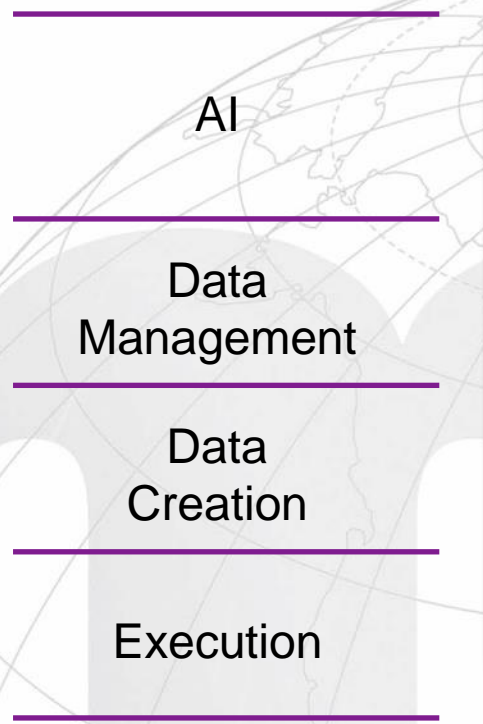 AI
Data
Management
Data
Creation
Execution